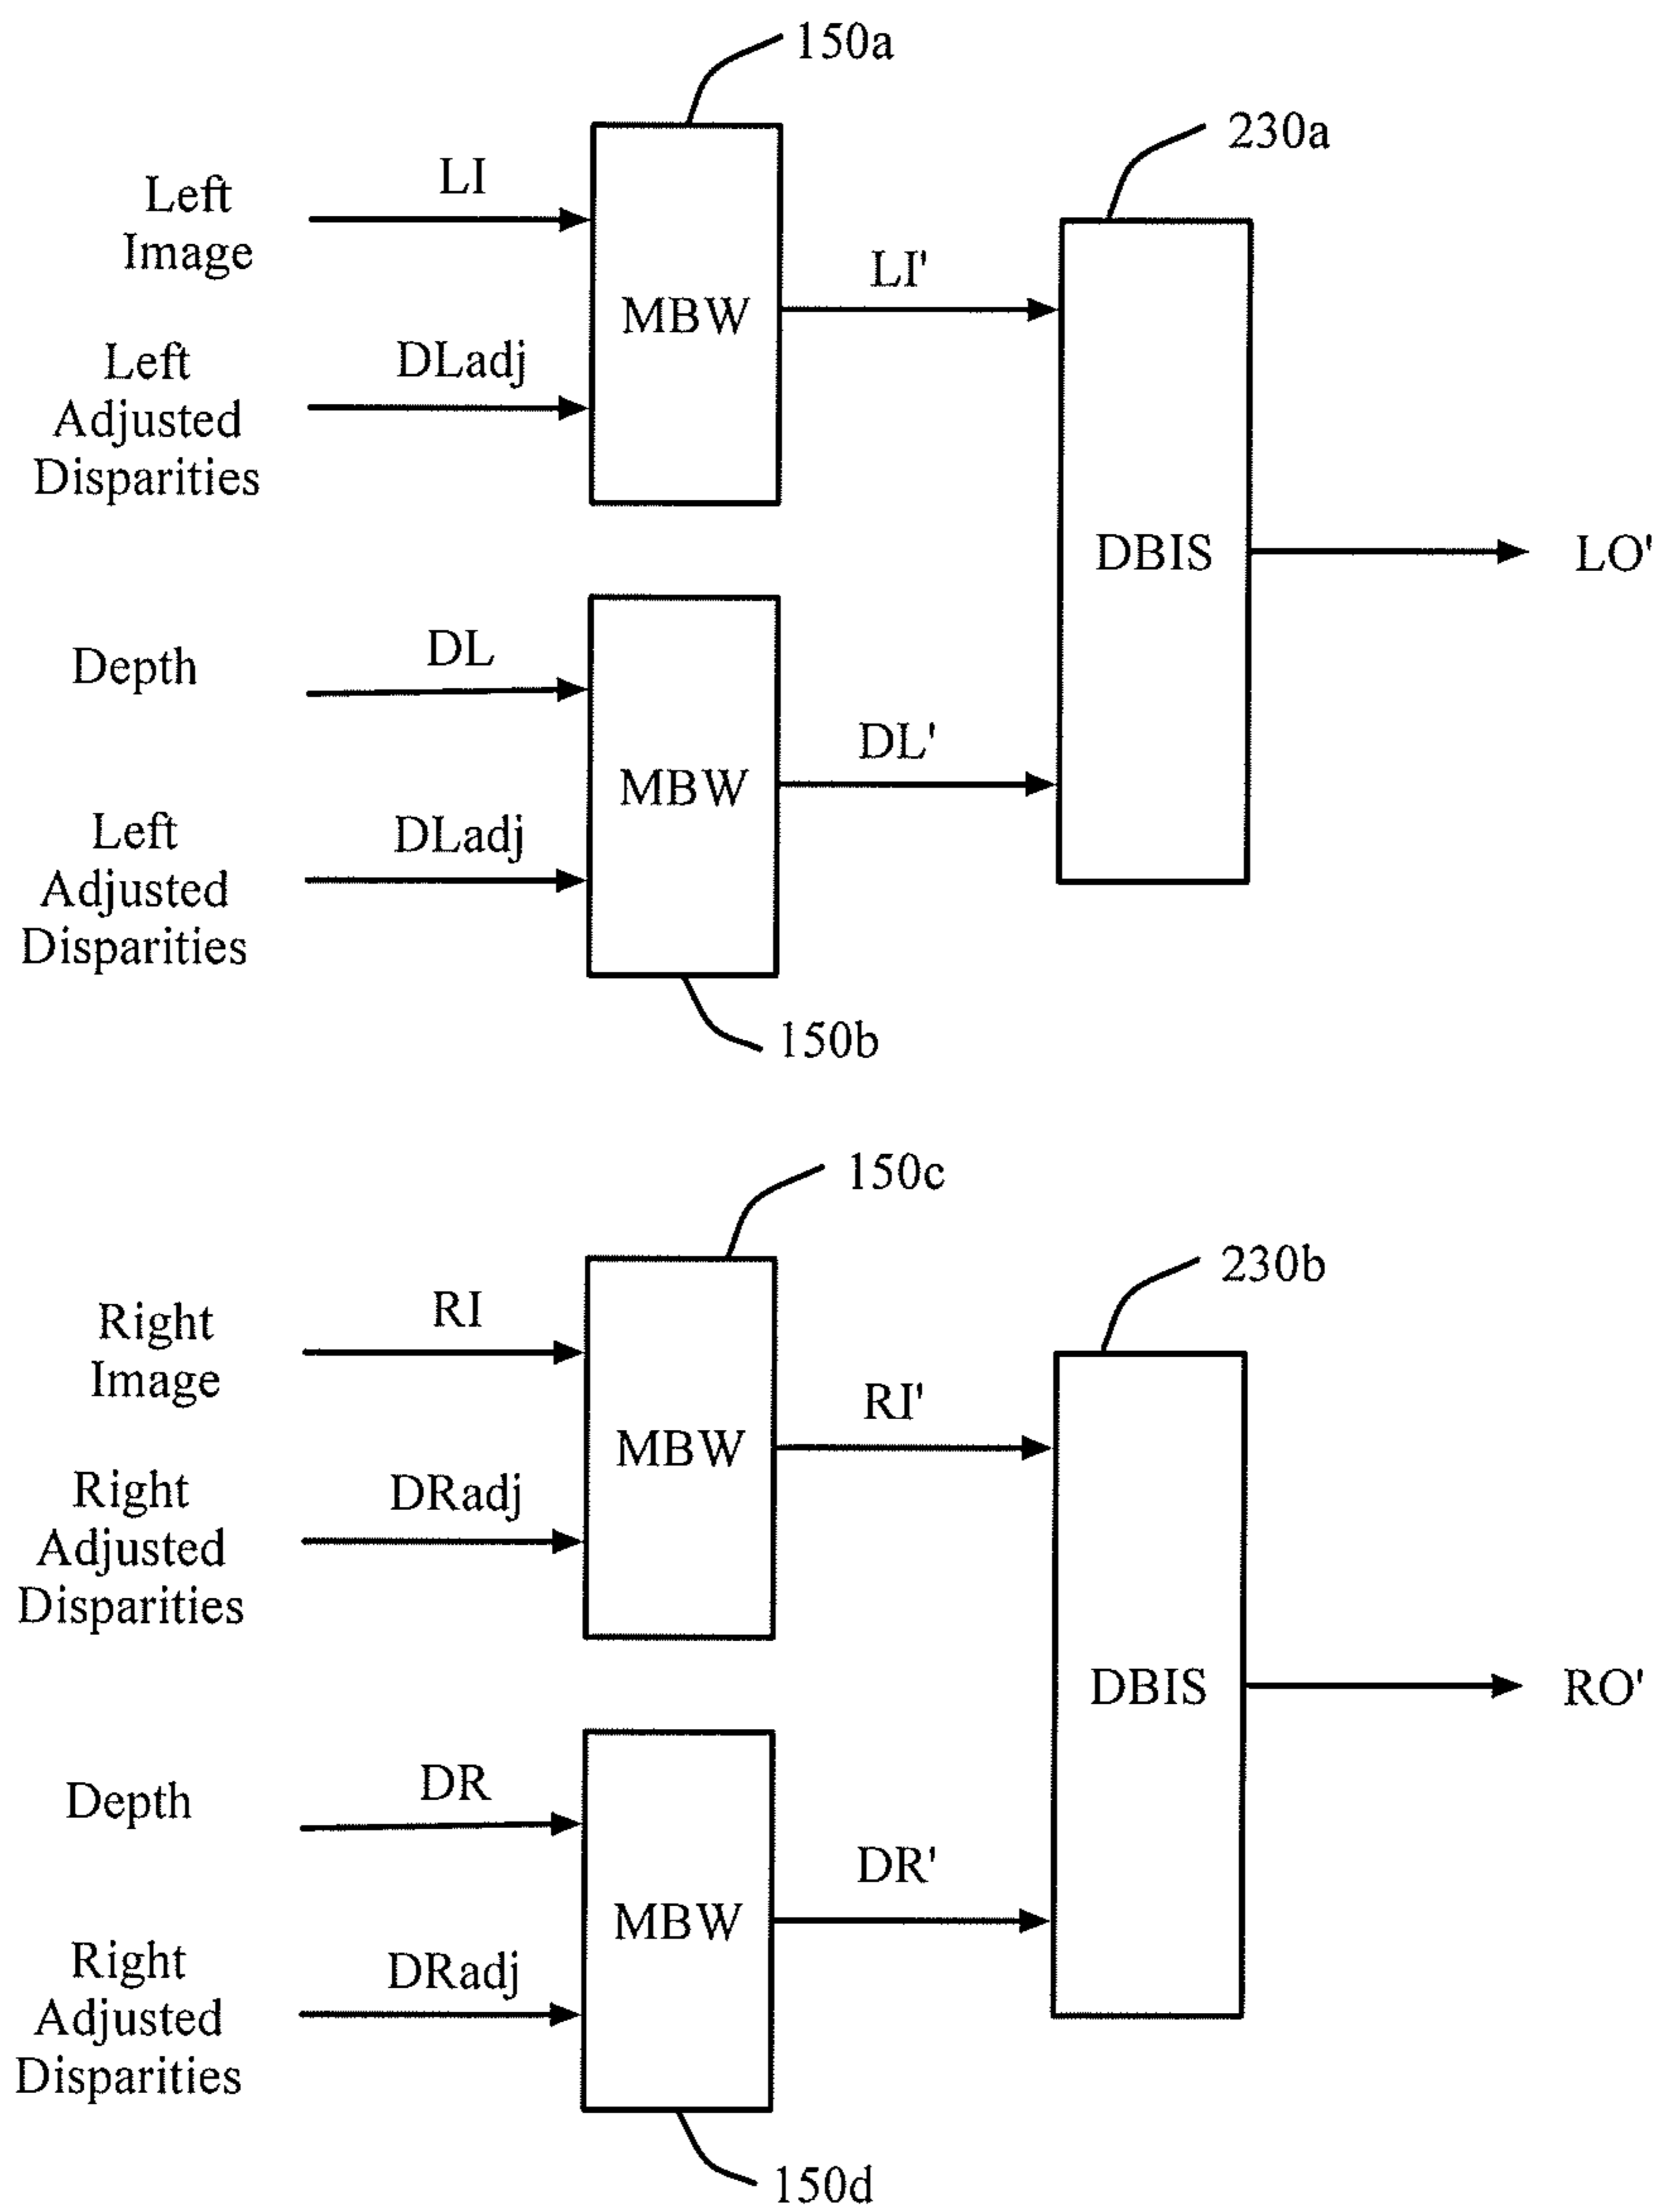 150a
230a
Left
Image
LI
MBW
LI'
Left
Adjusted
Disparities
DLadj
DBIS
LO'
Depth
DL
MBW
DL'
Left
Adjusted
Disparities
DLadj
150b
150c
230b
Right
Image
RI
MBW
RI'
Right
Adjusted
Disparities
DRadj
DBIS
RO'
Depth
DR
MBW
DR'
Right
Adjusted
Disparities
DRadj
150d